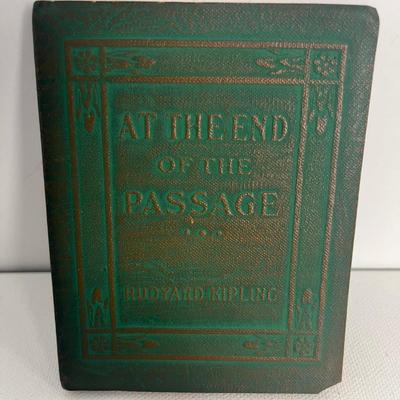 AT THE END
OF THE
PASSAGE
...
RUDYARD KIPLING